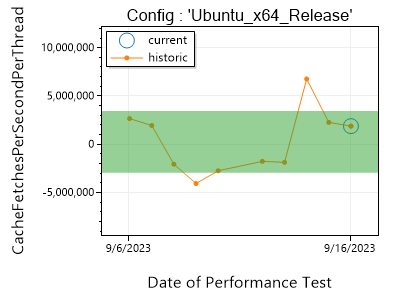 Config : 'Ubuntu_x64_Release'
current
historic
CacheFetchesPerSecondPerThread
10,000,000
5,000,000
0
-5,000,000
9/6/2023
9/16/2023
Date of Performance Test